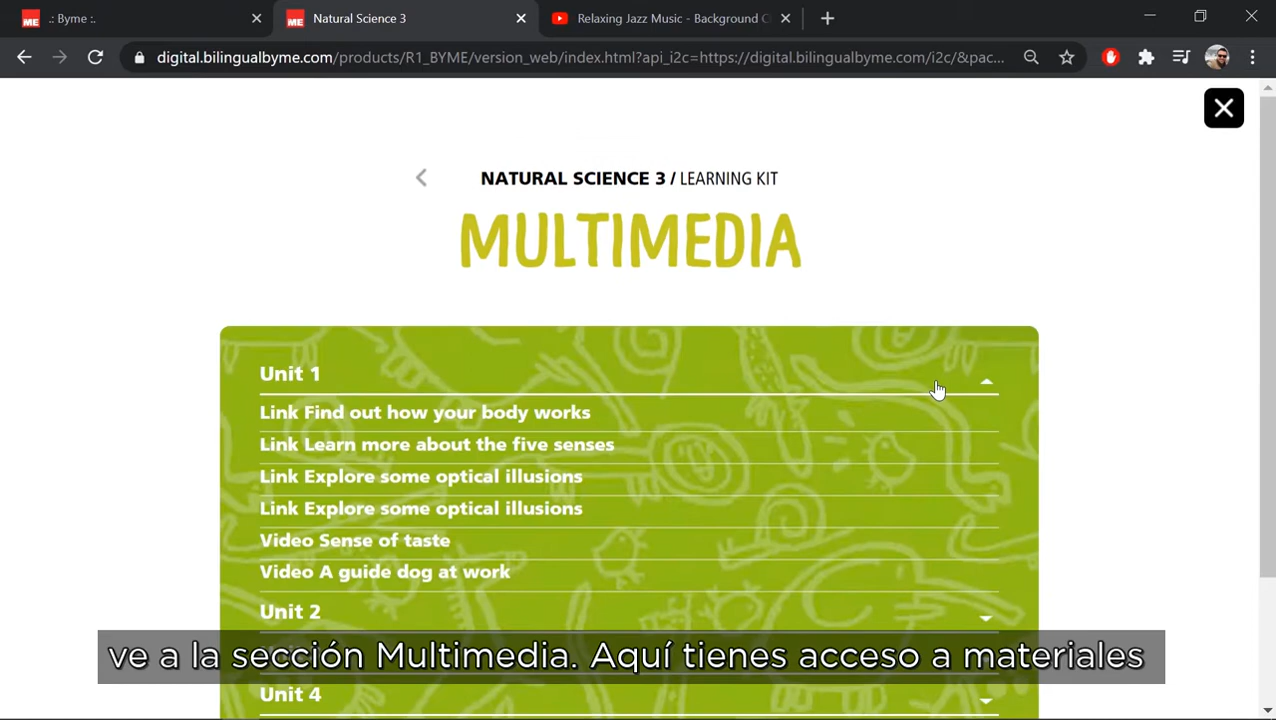 ME
.: Byme :.
ME
Natural Science 3
Relaxing Jazz Music - Background C
digital.bilingualbyme.com/products/R1_BYME/version_web/index.html?api_i2c=https://digital.bilingualbyme.com/i2c/&pac...
NATURAL SCIENCE 3 / LEARNING KIT
MULTIMEDIA
Unit 1
Link Find out how your body works
Link Learn more about the five senses
Link Explore some optical illusions
Link Explore some optical illusions
Video Sense of taste
Video A guide dog at work
Unit 2
ve a la sección Multimedia. Aquí tienes acceso a materiales
Unit 4